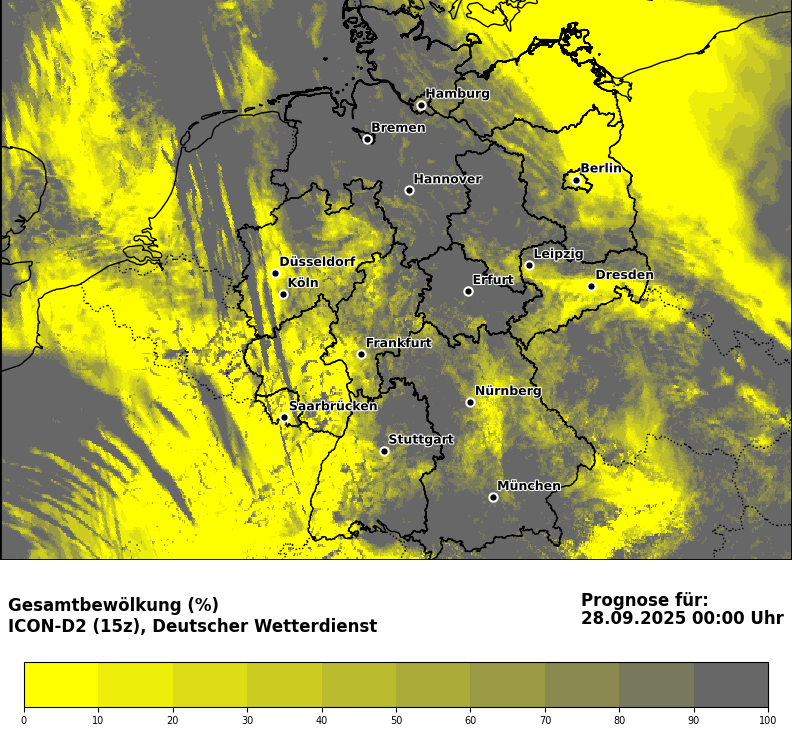 Hamburg
Bremen
Berlin
Hannover
Leipzig
Düsseldorf
Dresden
Erfurt
Köln
Frankfurt
Nürnberg
Saarbrücken
Stuttgart
München
Gesamtbewölkung (%)
ICON-D2 (15z), Deutscher Wetterdienst
Prognose für:
28.09.2025 00:00 Uhr
0 10 20 30 40 50 60 70 80 90 100